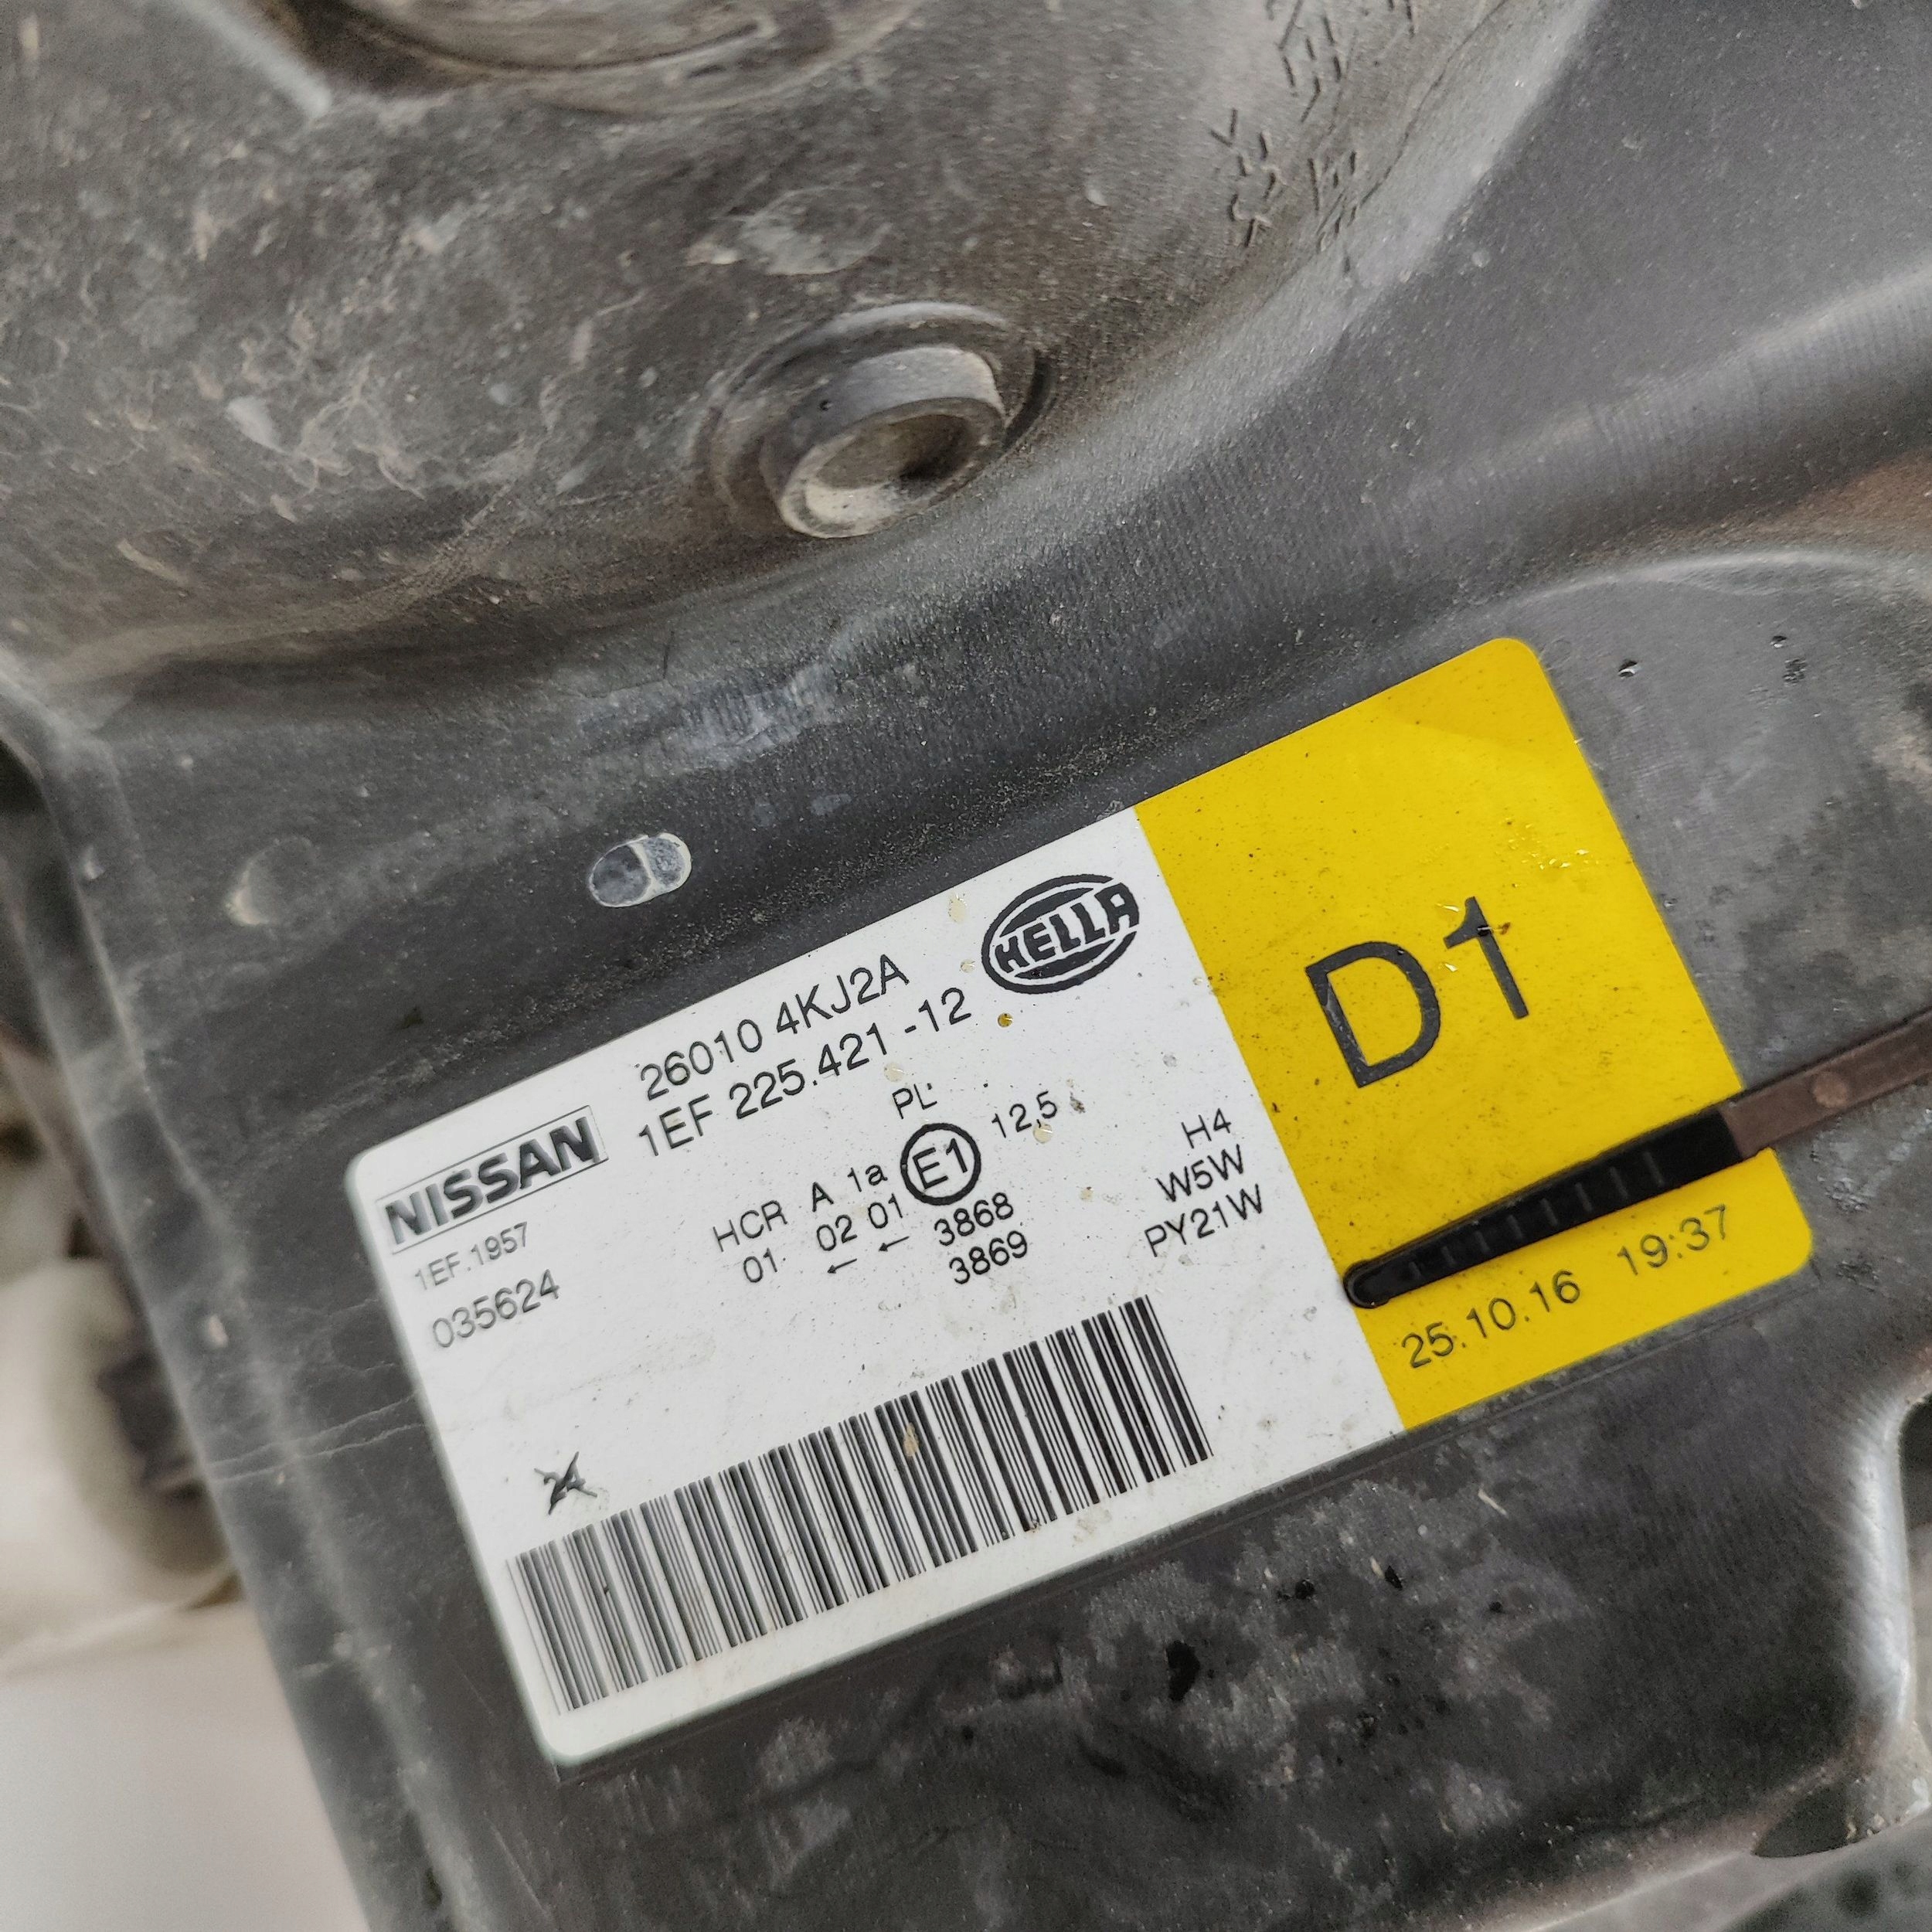 26010 4KJ2A
1EF 225.421 -12
HELLA
D1
NISSAN
1EF.1957
035624
PL
HCR A 1a E1 12,5
01 02 01 3868
← ← 3869
H4
W5W
PY21W
24
25.10.16 19:37